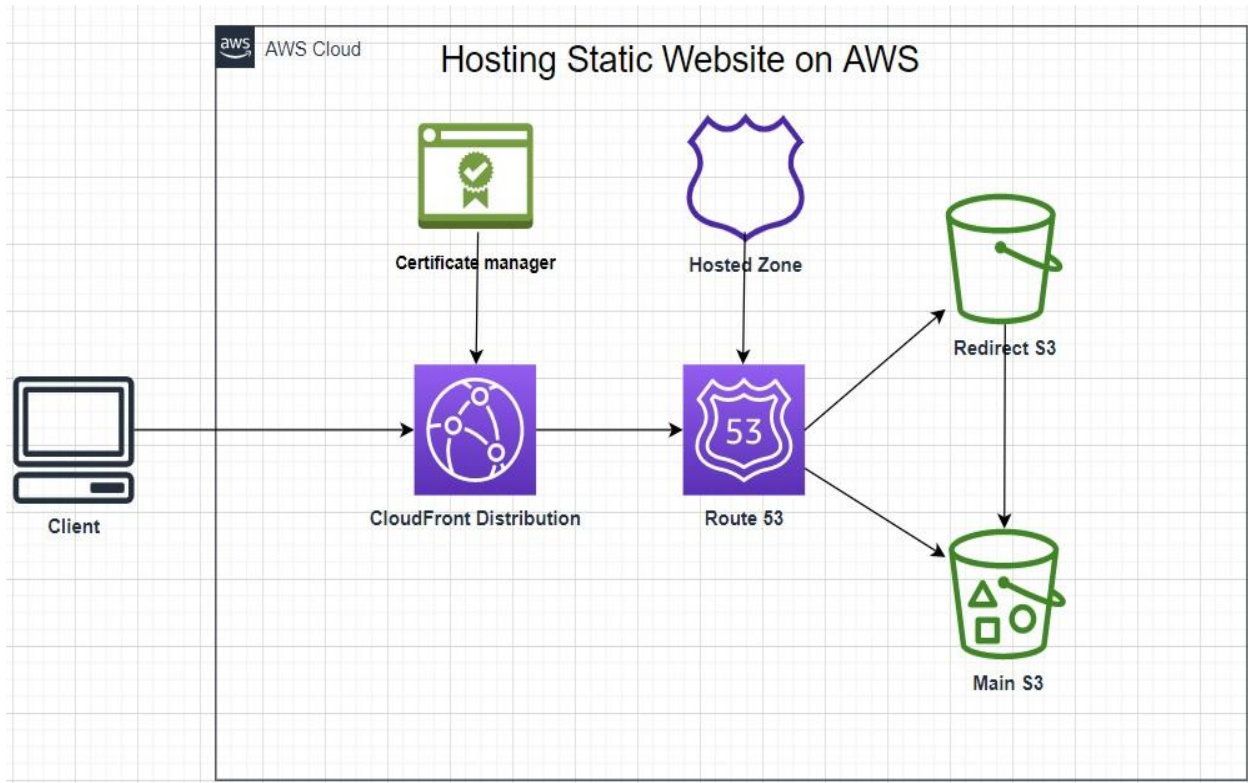 aws
AWS Cloud
Hosting Static Website on AWS
Certificate manager
Hosted Zone
Redirect S3
53
Client
CloudFront Distribution
Route 53
Main S3